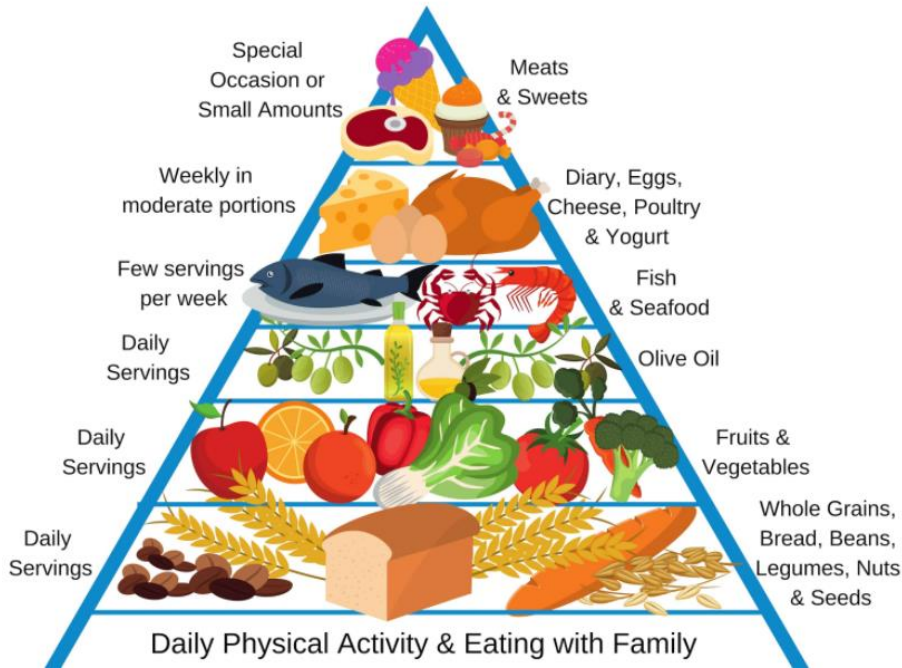 Special
Occasion or
Small Amounts
Meats
& Sweets
Weekly in
moderate portions
Diary, Eggs,
Cheese, Poultry
& Yogurt
Few servings
per week
Fish
& Seafood
Daily
Servings
Olive Oil
Daily
Servings
Fruits &
Vegetables
Daily
Servings
Whole Grains,
Bread, Beans,
Legumes, Nuts
& Seeds
Daily Physical Activity & Eating with Family